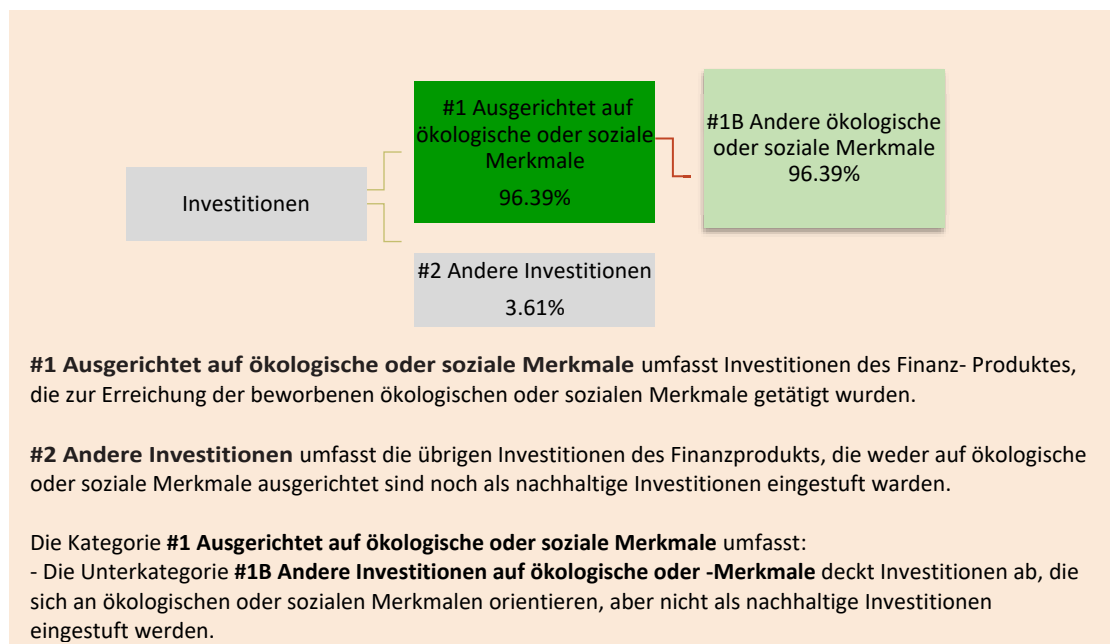 #1 Ausgerichtet auf
ökologische oder soziale
Merkmale
96.39%
#1B Andere ökologische
oder soziale Merkmale
96.39%
Investitionen
#2 Andere Investitionen
3.61%
#1 Ausgerichtet auf ökologische oder soziale Merkmale umfasst Investitionen des Finanz- Produktes,
die zur Erreichung der beworbenen ökologischen oder sozialen Merkmale getätigt wurden.
#2 Andere Investitionen umfasst die übrigen Investitionen des Finanzprodukts, die weder auf ökologische
oder soziale Merkmale ausgerichtet sind noch als nachhaltige Investitionen eingestuft warden.
Die Kategorie #1 Ausgerichtet auf ökologische oder soziale Merkmale umfasst:
- Die Unterkategorie #1B Andere Investitionen auf ökologische oder -Merkmale deckt Investitionen ab, die
sich an ökologischen oder sozialen Merkmalen orientieren, aber nicht als nachhaltige Investitionen
eingestuft werden.